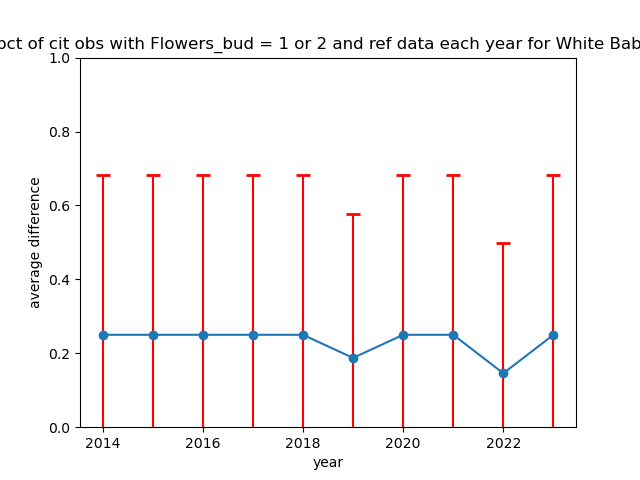 pct of cit obs with Flowers_bud = 1 or 2 and ref data each year for White Bab
1.0
0.8
0.6
0.4
0.2
0.0
average difference
2014 2016 2018 2020 2022
year